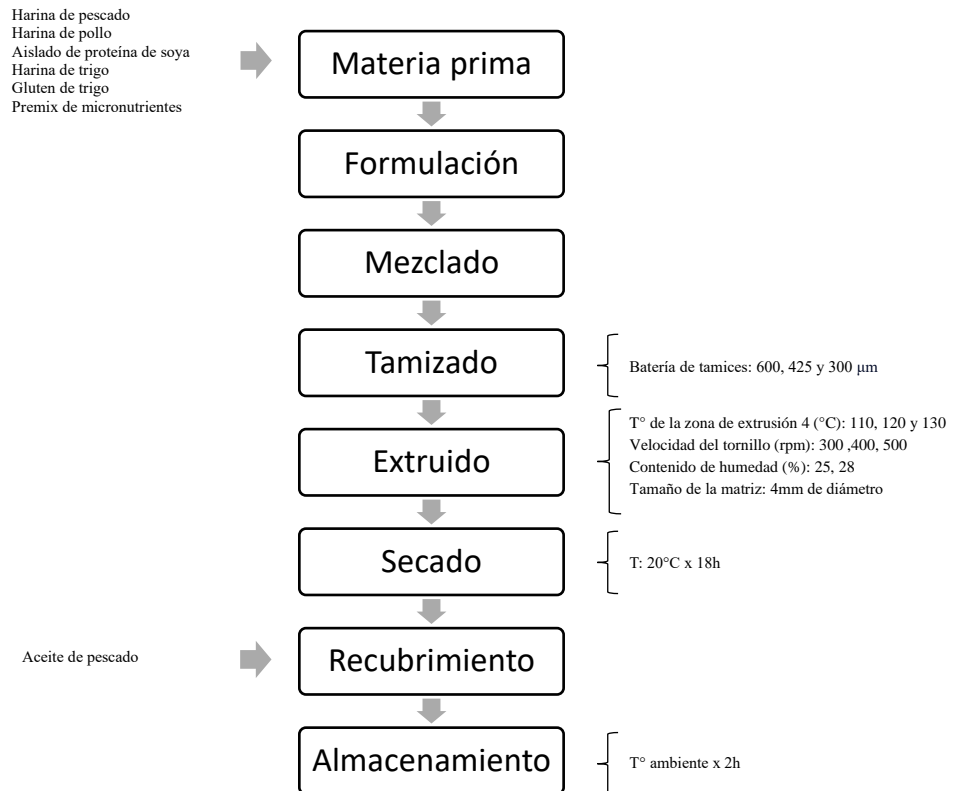 Harina de pescado
Harina de pollo
Aislado de proteína de soya
Harina de trigo
Gluten de trigo
Premix de micronutrientes
Materia prima
Formulación
Mezclado
Tamizado
Batería de tamices: 600, 425 y 300 μm
Extruido
T° de la zona de extrusión 4 (°C): 110, 120 y 130
Velocidad del tornillo (rpm): 300 ,400, 500
Contenido de humedad (%): 25, 28
Tamaño de la matriz: 4mm de diámetro
Secado
T: 20°C x 18h
Aceite de pescado
Recubrimiento
Almacenamiento
T° ambiente x 2h